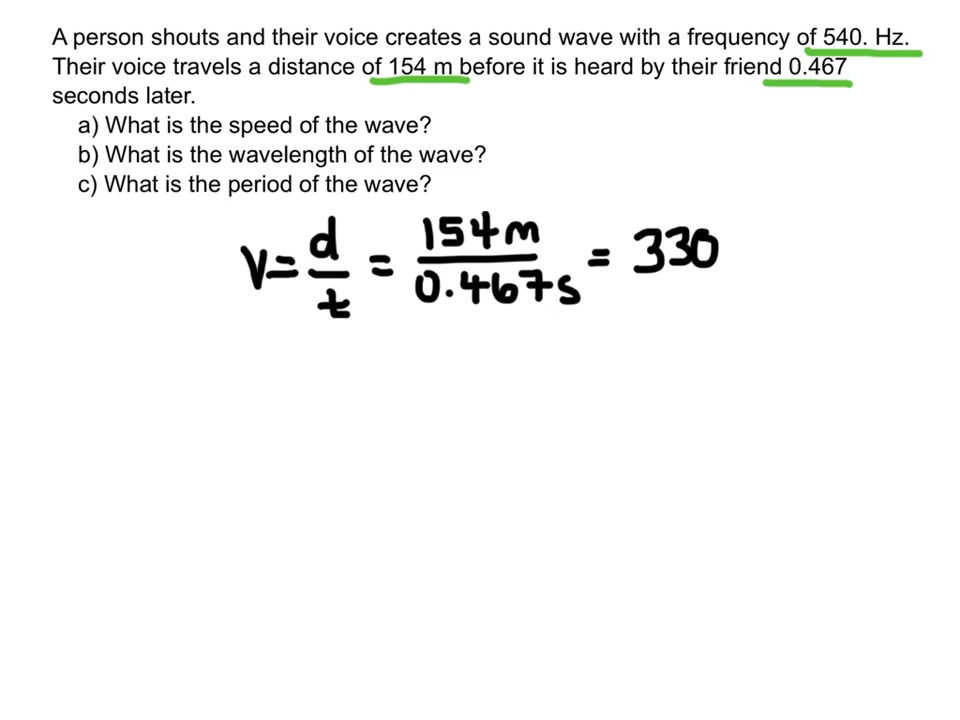 A person shouts and their voice creates a sound wave with a frequency of 540. Hz.
Their voice travels a distance of 154 m before it is heard by their friend 0.467
seconds later.
a) What is the speed of the wave?
b) What is the wavelength of the wave?
c) What is the period of the wave?
V = d/t = 154m/0.467s = 330